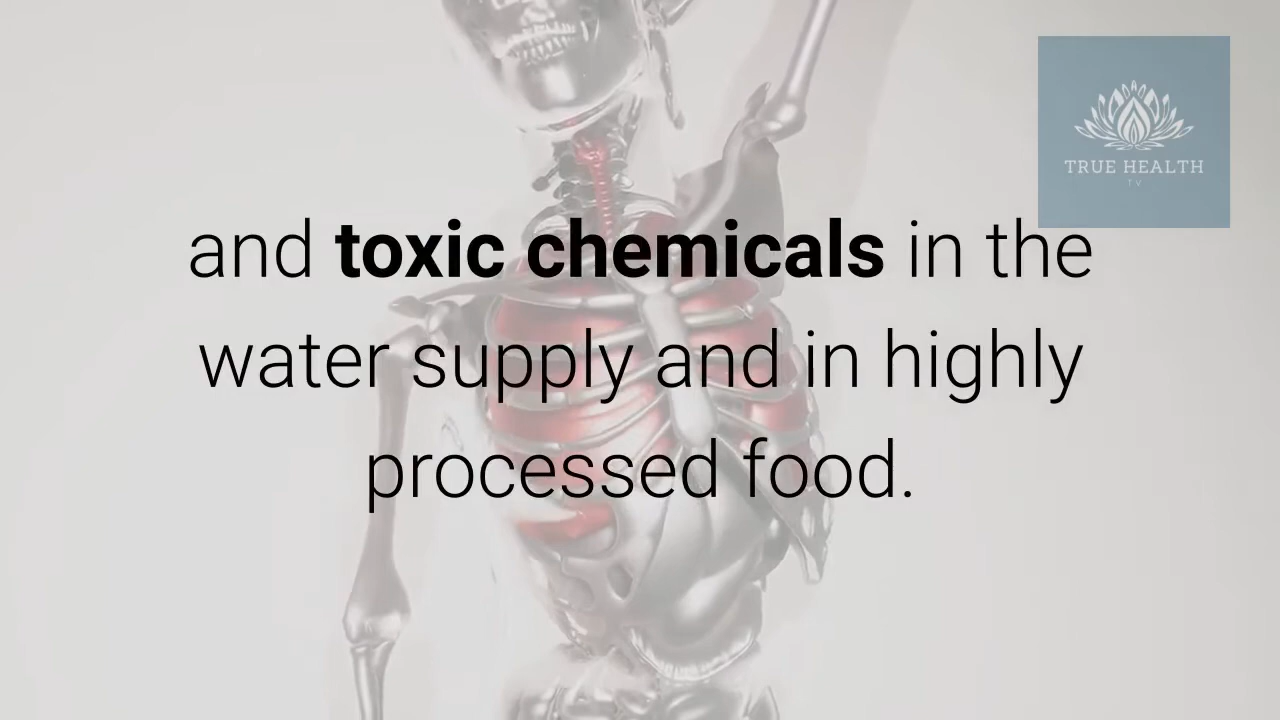 TRUE HEALTH
TV
and toxic chemicals in the
water supply and in highly
processed food.